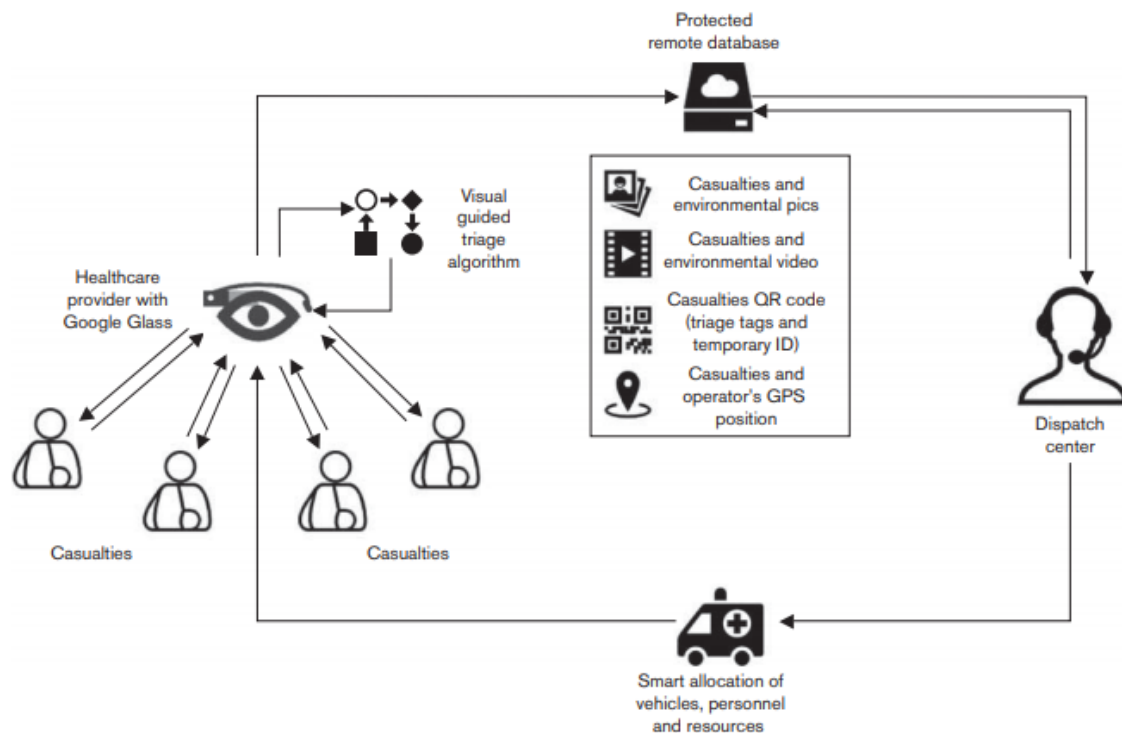 Protected
remote database
Visual
guided
triage
algorithm
Healthcare
provider with
Google Glass
Casualties and
environmental pics
Casualties and
environmental video
Casualties QR code
(triage tags and
temporary ID)
Casualties and
operator's GPS
position
Dispatch
center
Casualties
Casualties
Smart allocation of
vehicles, personnel
and resources